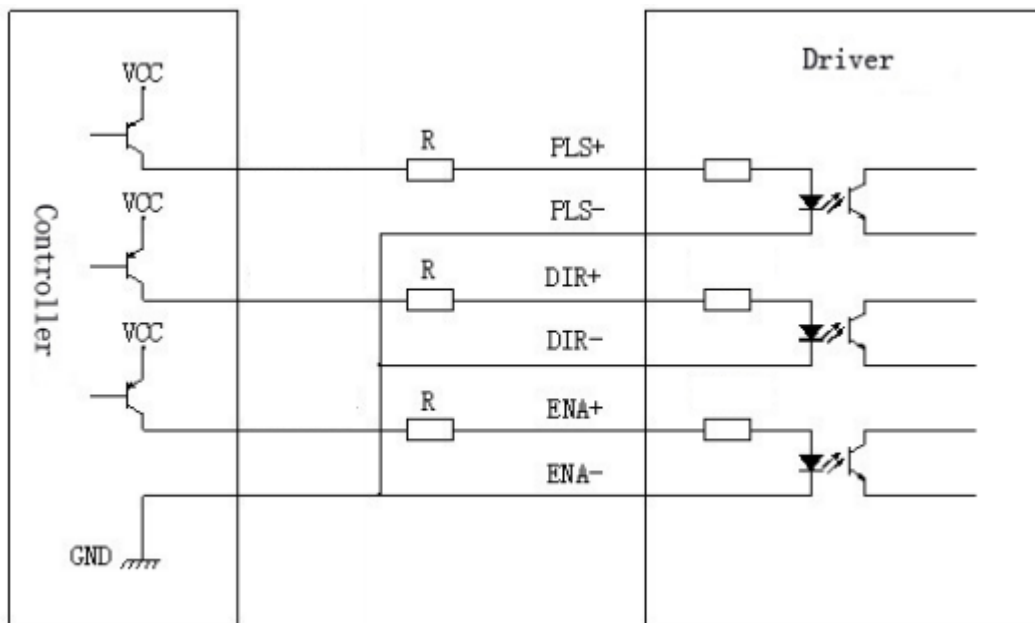 Driver
VCC
R
PLS+
VCC
PLS-
R
DIR+
Controller
VCC
DIR-
R
ENA+
ENA-
GND